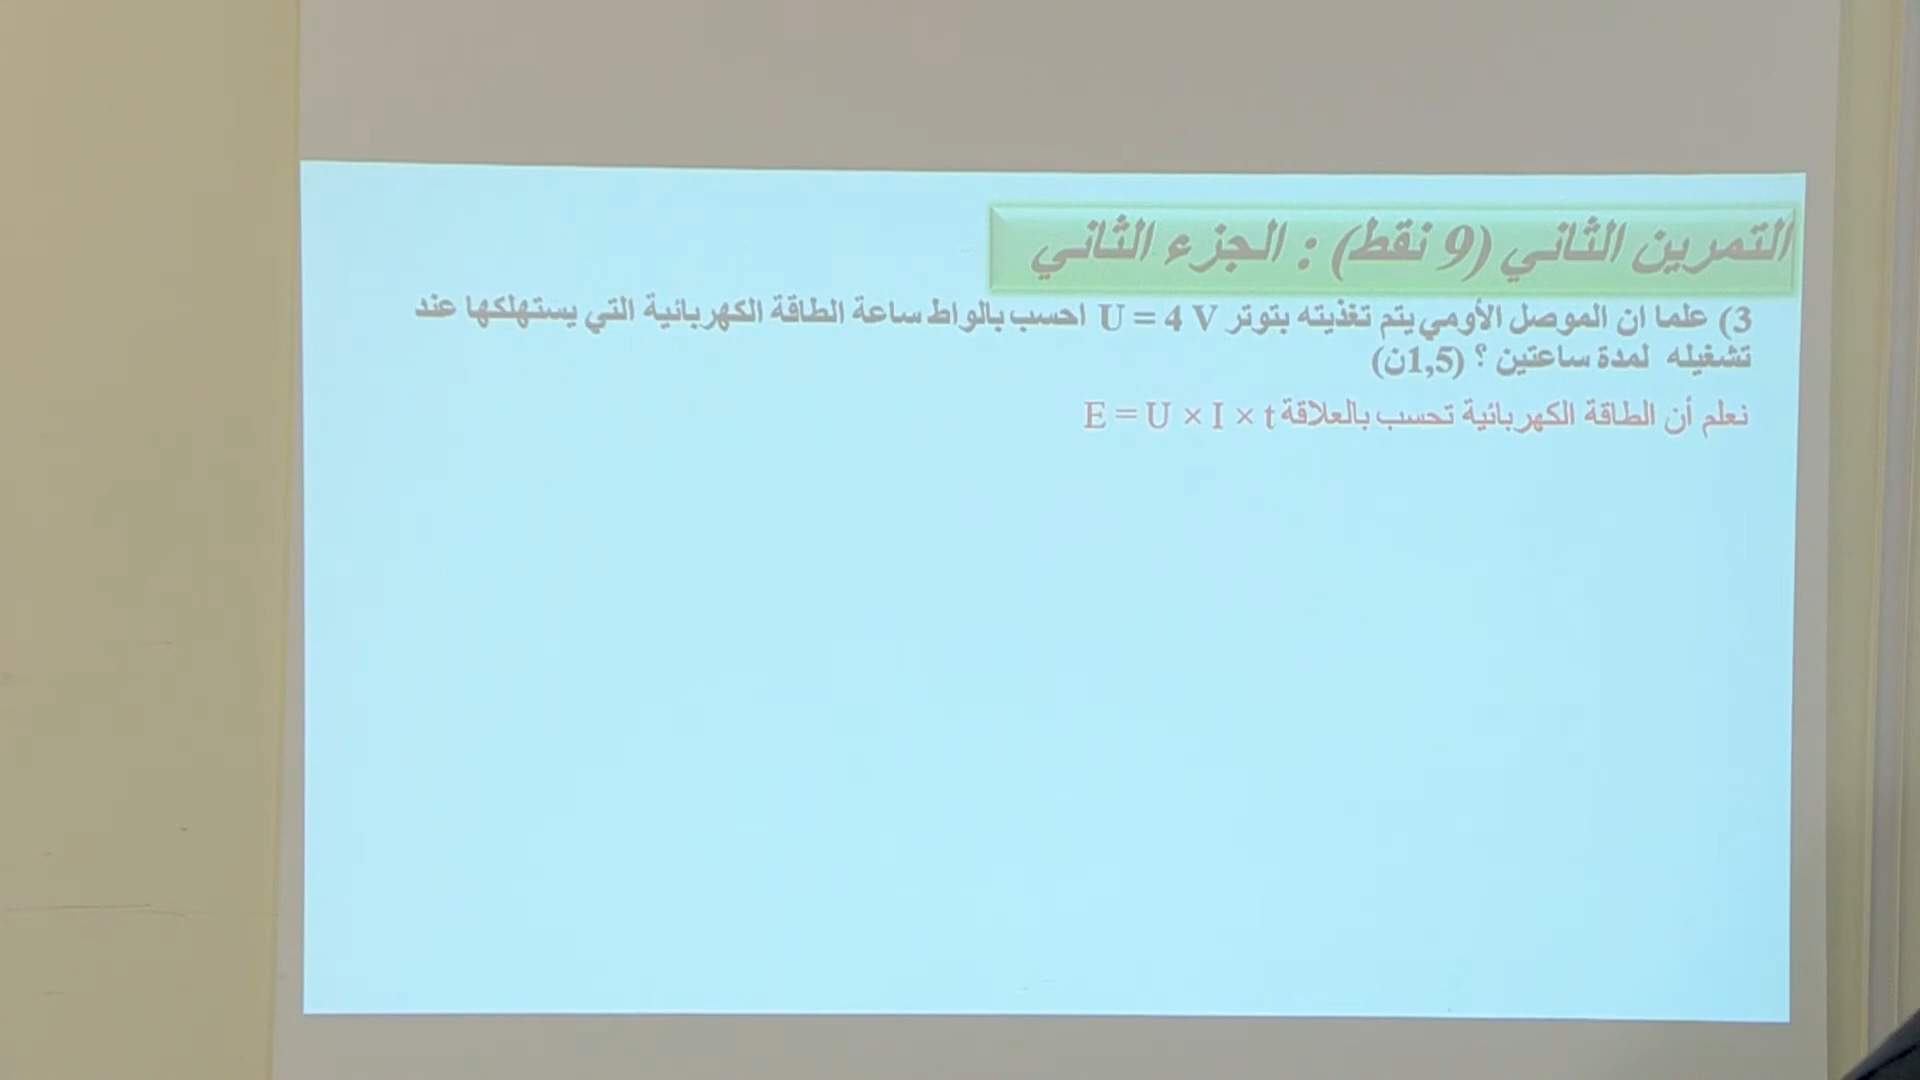 التمرين الثاني (9 نقط) : الجزء الثاني
3) علما ان الموصل الأومي يتم تغذيته بتوتر U = 4 V احسب بالواط ساعة الطاقة الكهربائية التي يستهلكها عند
تشغيله لمدة ساعتين ؟ (1,5ن)
نعلم أن الطاقة الكهربائية تحسب بالعلاقة E = U × I × t